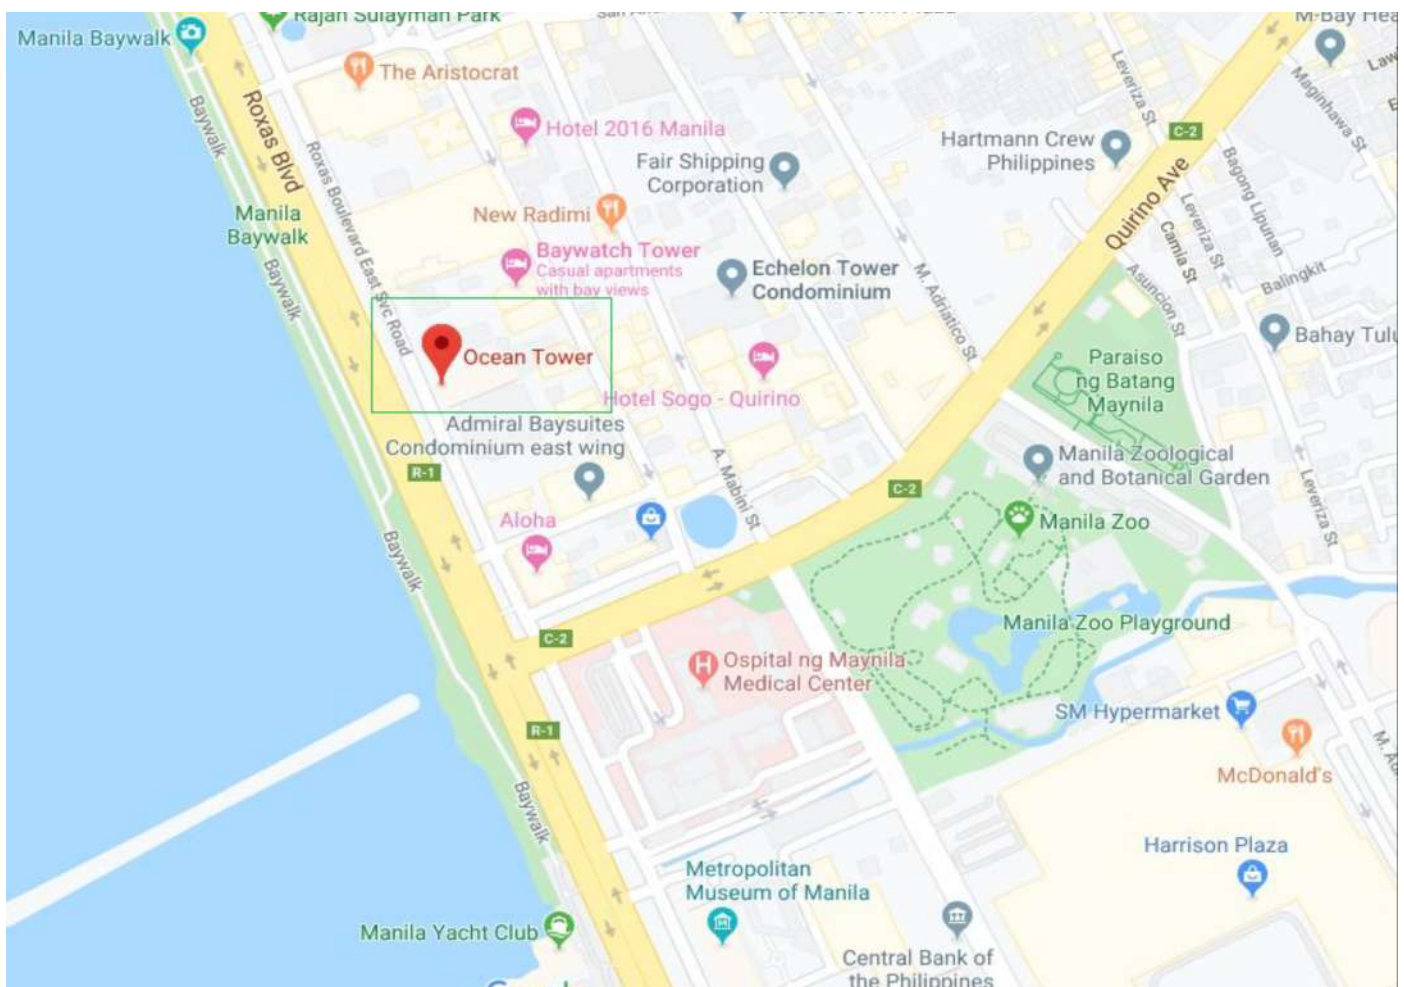 Rajah Sulayman Park
Manila Baywalk
The Aristocrat
Roxas Blvd
Baywalk
Roxas Boulevard East Svc Road
Hotel 2016 Manila
Fair Shipping
Corporation
Hartmann Crew
Philippines
Leveriza St
C-2
Maginhawa St
Manila
Baywalk
New Radimi
Baywatch Tower
Casual apartments
with bay views
Echelon Tower
Condominium
M. Adriatico St
Quirino Ave
Leveriza St
Camia St
Bagong Lipunan
Balingkit
Asuncion St
Baywalk
Ocean Tower
Hotel Sogo - Quirino
Paraiso
ng Batang
Maynila
Bahay Tulu
Admiral Baysuites
Condominium east wing
R-1
A. Mabini St
C-2
Manila Zoological
and Botanical Garden
Leveriza St
Aloha
Manila Zoo
Baywalk
C-2
Manila Zoo Playground
Ospital ng Maynila
Medical Center
R-1
SM Hypermarket
McDonald's
Baywalk
Harrison Plaza
Metropolitan
Museum of Manila
Manila Yacht Club
Central Bank of
the Philippines